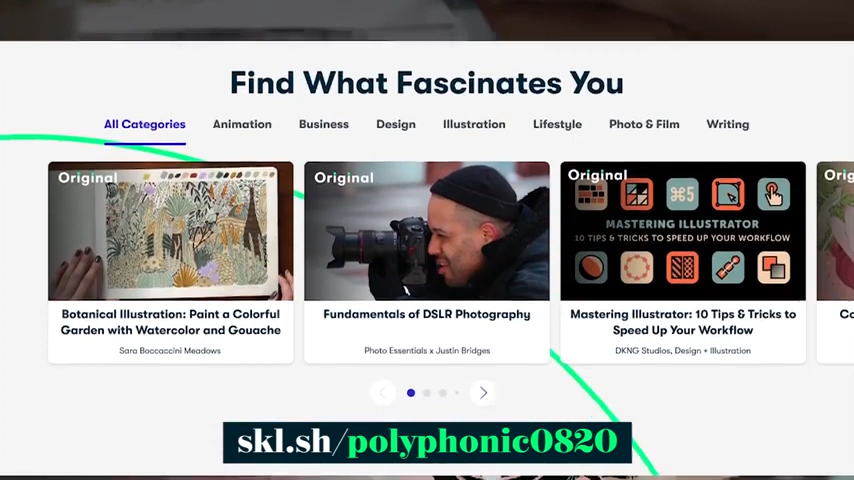 Find What Fascinates You
All Categories Animation Business Design Illustration Lifestyle Photo & Film Writing
Original
Botanical Illustration: Paint a Colorful
Garden with Watercolor and Gouache
Sara Boccaccini Meadows
Original
Fundamentals of DSLR Photography
Photo Essentials x Justin Bridges
Original
⌘5
MASTERING ILLUSTRATOR
10 TIPS & TRICKS TO SPEED UP YOUR WORKFLOW
Mastering Illustrator: 10 Tips & Tricks to
Speed Up Your Workflow
DKNG Studios, Design + Illustration
skl.sh/polyphonic0820